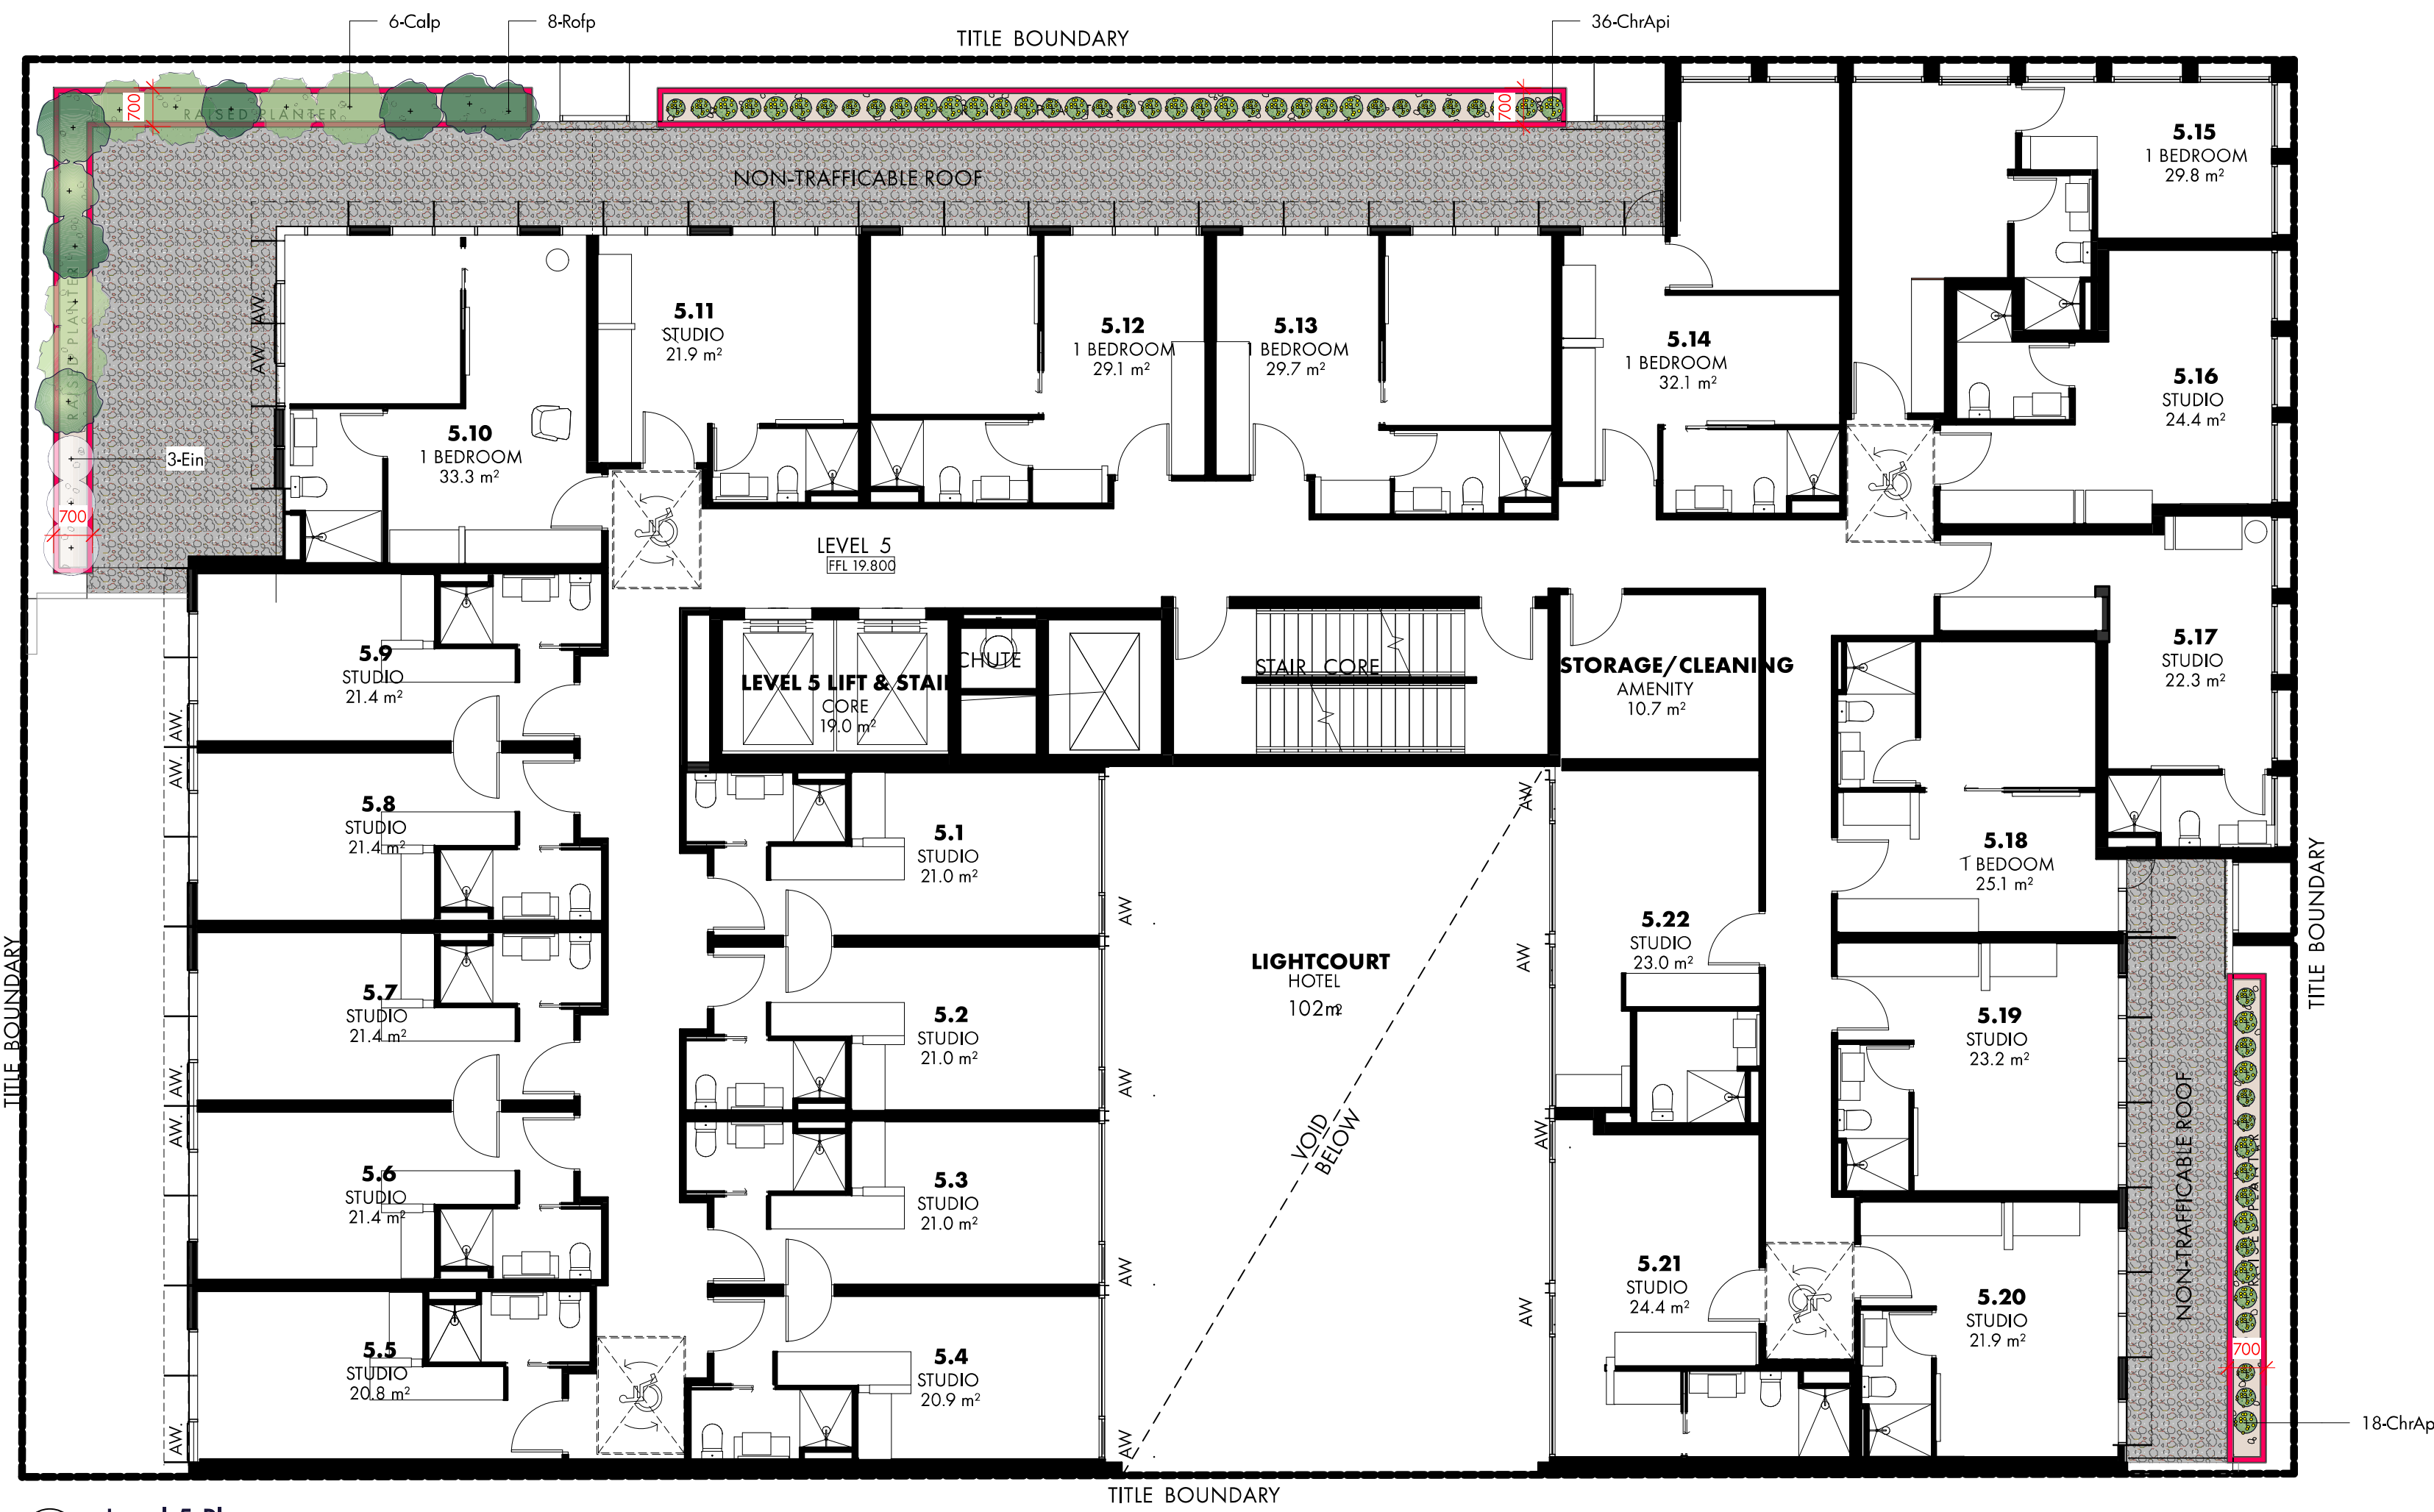 6-Calp
8-Rofp
36-ChrApi
TITLE BOUNDARY
700
RAISED PLANTER
700
NON-TRAFFICABLE ROOF
RAISED PLANTER
3-Ein
700
AW.
AW.
5.10
1 BEDROOM
33.3 m²
5.11
STUDIO
21.9 m²
5.12
1 BEDROOM
29.1 m²
5.13
1 BEDROOM
29.7 m²
5.14
1 BEDROOM
32.1 m²
5.15
1 BEDROOM
29.8 m²
5.16
STUDIO
24.4 m²
LEVEL 5
FFL 19.800
5.9
STUDIO
21.4 m²
AW.
LEVEL 5 LIFT & STAI
CORE
19.0 m²
CHUTE
STAIR CORE
STORAGE/CLEANING
AMENITY
10.7 m²
5.17
STUDIO
22.3 m²
AW.
5.8
STUDIO
21.4 m²
5.1
STUDIO
21.0 m²
AW
AW
5.18
1 BEDOOM
25.1 m²
TITLE BOUNDARY
TITLE BOUNDARY
5.7
STUDIO
21.4 m²
AW.
5.2
STUDIO
21.0 m²
AW
LIGHTCOURT
HOTEL
102m²
AW
5.22
STUDIO
23.0 m²
5.19
STUDIO
23.2 m²
AW.
5.6
STUDIO
21.4 m²
5.3
STUDIO
21.0 m²
AW
VOID
BELOW
AW
NON-TRAFFICABLE ROOF
5.21
STUDIO
24.4 m²
AW
5.20
STUDIO
21.9 m²
700
5.5
STUDIO
20.8 m²
AW.
5.4
STUDIO
20.9 m²
AW
18-ChrAp
TITLE BOUNDARY